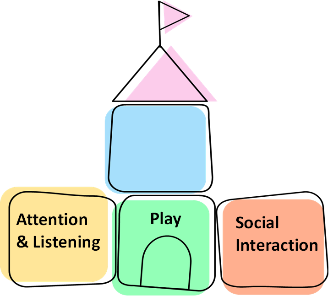 Attention
& Listening
Play
Social
Interaction